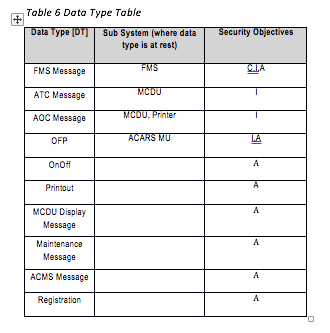 Table 6 Data Type Table
Data Type [DT] Sub System (where data type is at rest) Security Objectives
FMS Message FMS C,I,A
ATC Message MCDU I
AOC Message MCDU, Printer I
OFP ACARS MU I,A
OnOff A
Printout A
MCDU Display Message A
Maintenance Message A
ACMS Message A
Registration A